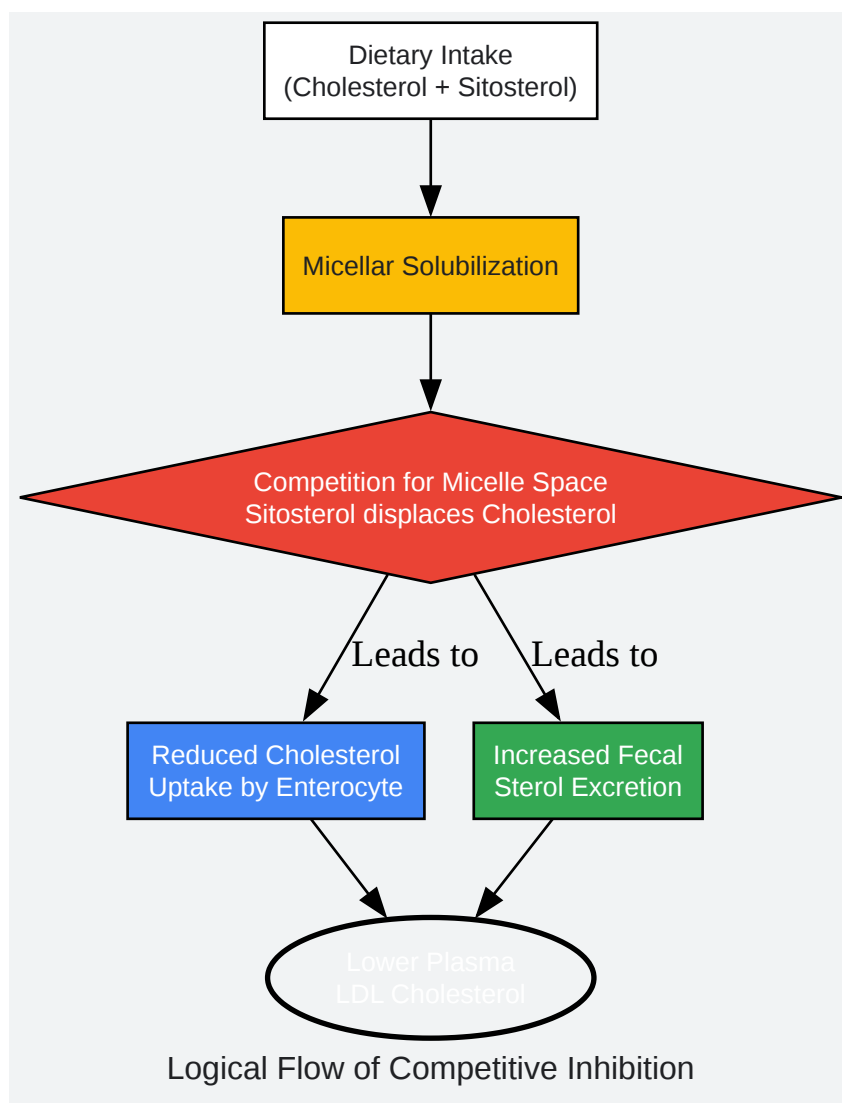 Dietary Intake
(Cholesterol + Sitosterol)
Micellar Solubilization
Competition for Micelle Space
Sitosterol displaces Cholesterol
Leads to
Leads to
Reduced Cholesterol
Uptake by Enterocyte
Increased Fecal
Sterol Excretion
Lower Plasma
LDL Cholesterol
Logical Flow of Competitive Inhibition